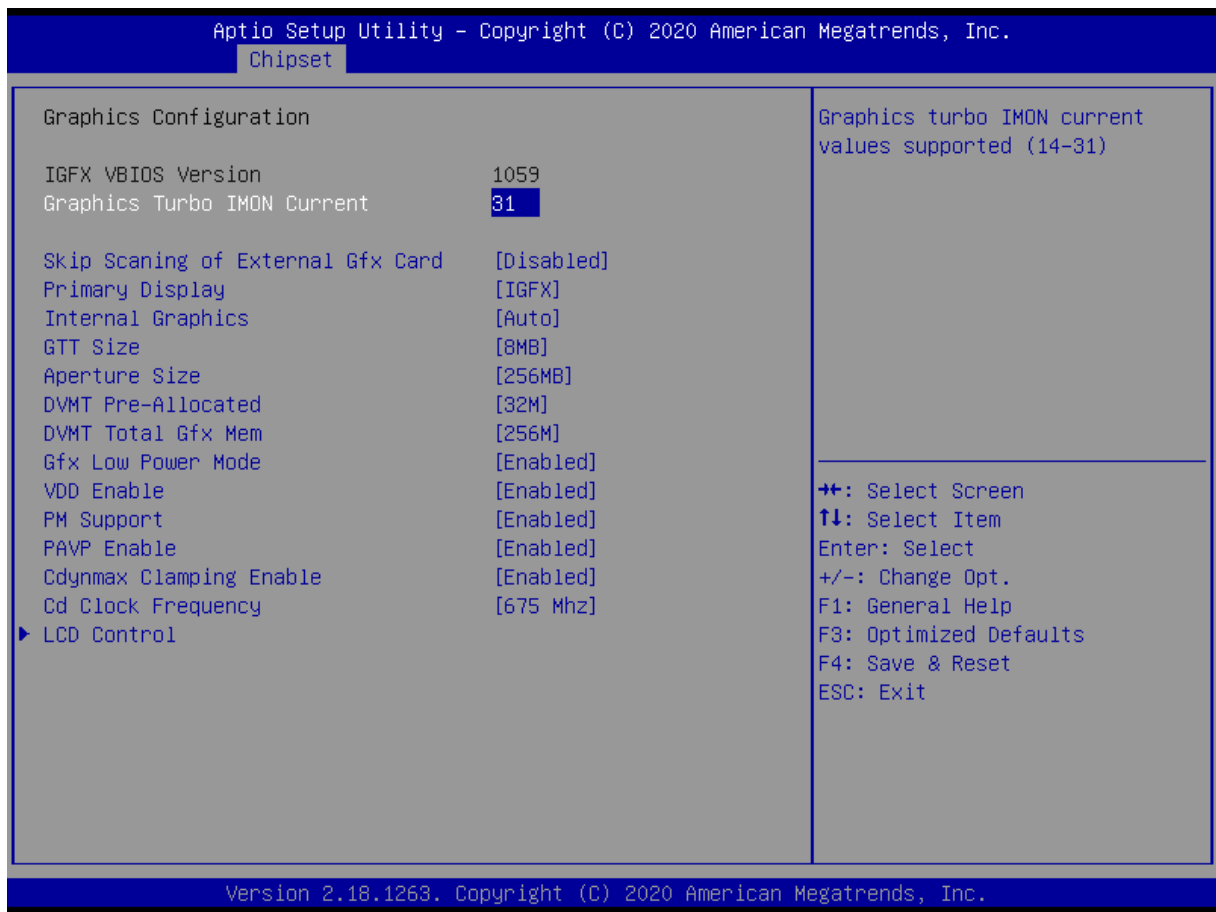 Aptio Setup Utility – Copyright (C) 2020 American Megatrends, Inc.
Chipset
Graphics Configuration
IGFX VBIOS Version 1059
Graphics Turbo IMON Current 31
Skip Scaning of External Gfx Card [Disabled]
Primary Display [IGFX]
Internal Graphics [Auto]
GTT Size [8MB]
Aperture Size [256MB]
DVMT Pre-Allocated [32M]
DVMT Total Gfx Mem [256M]
Gfx Low Power Mode [Enabled]
VDD Enable [Enabled]
PM Support [Enabled]
PAVP Enable [Enabled]
Cdynmax Clamping Enable [Enabled]
Cd Clock Frequency [675 Mhz]
► LCD Control
Graphics turbo IMON current
values supported (14-31)
→←: Select Screen
↑↓: Select Item
Enter: Select
+/-: Change Opt.
F1: General Help
F3: Optimized Defaults
F4: Save & Reset
ESC: Exit
Version 2.18.1263. Copyright (C) 2020 American Megatrends, Inc.